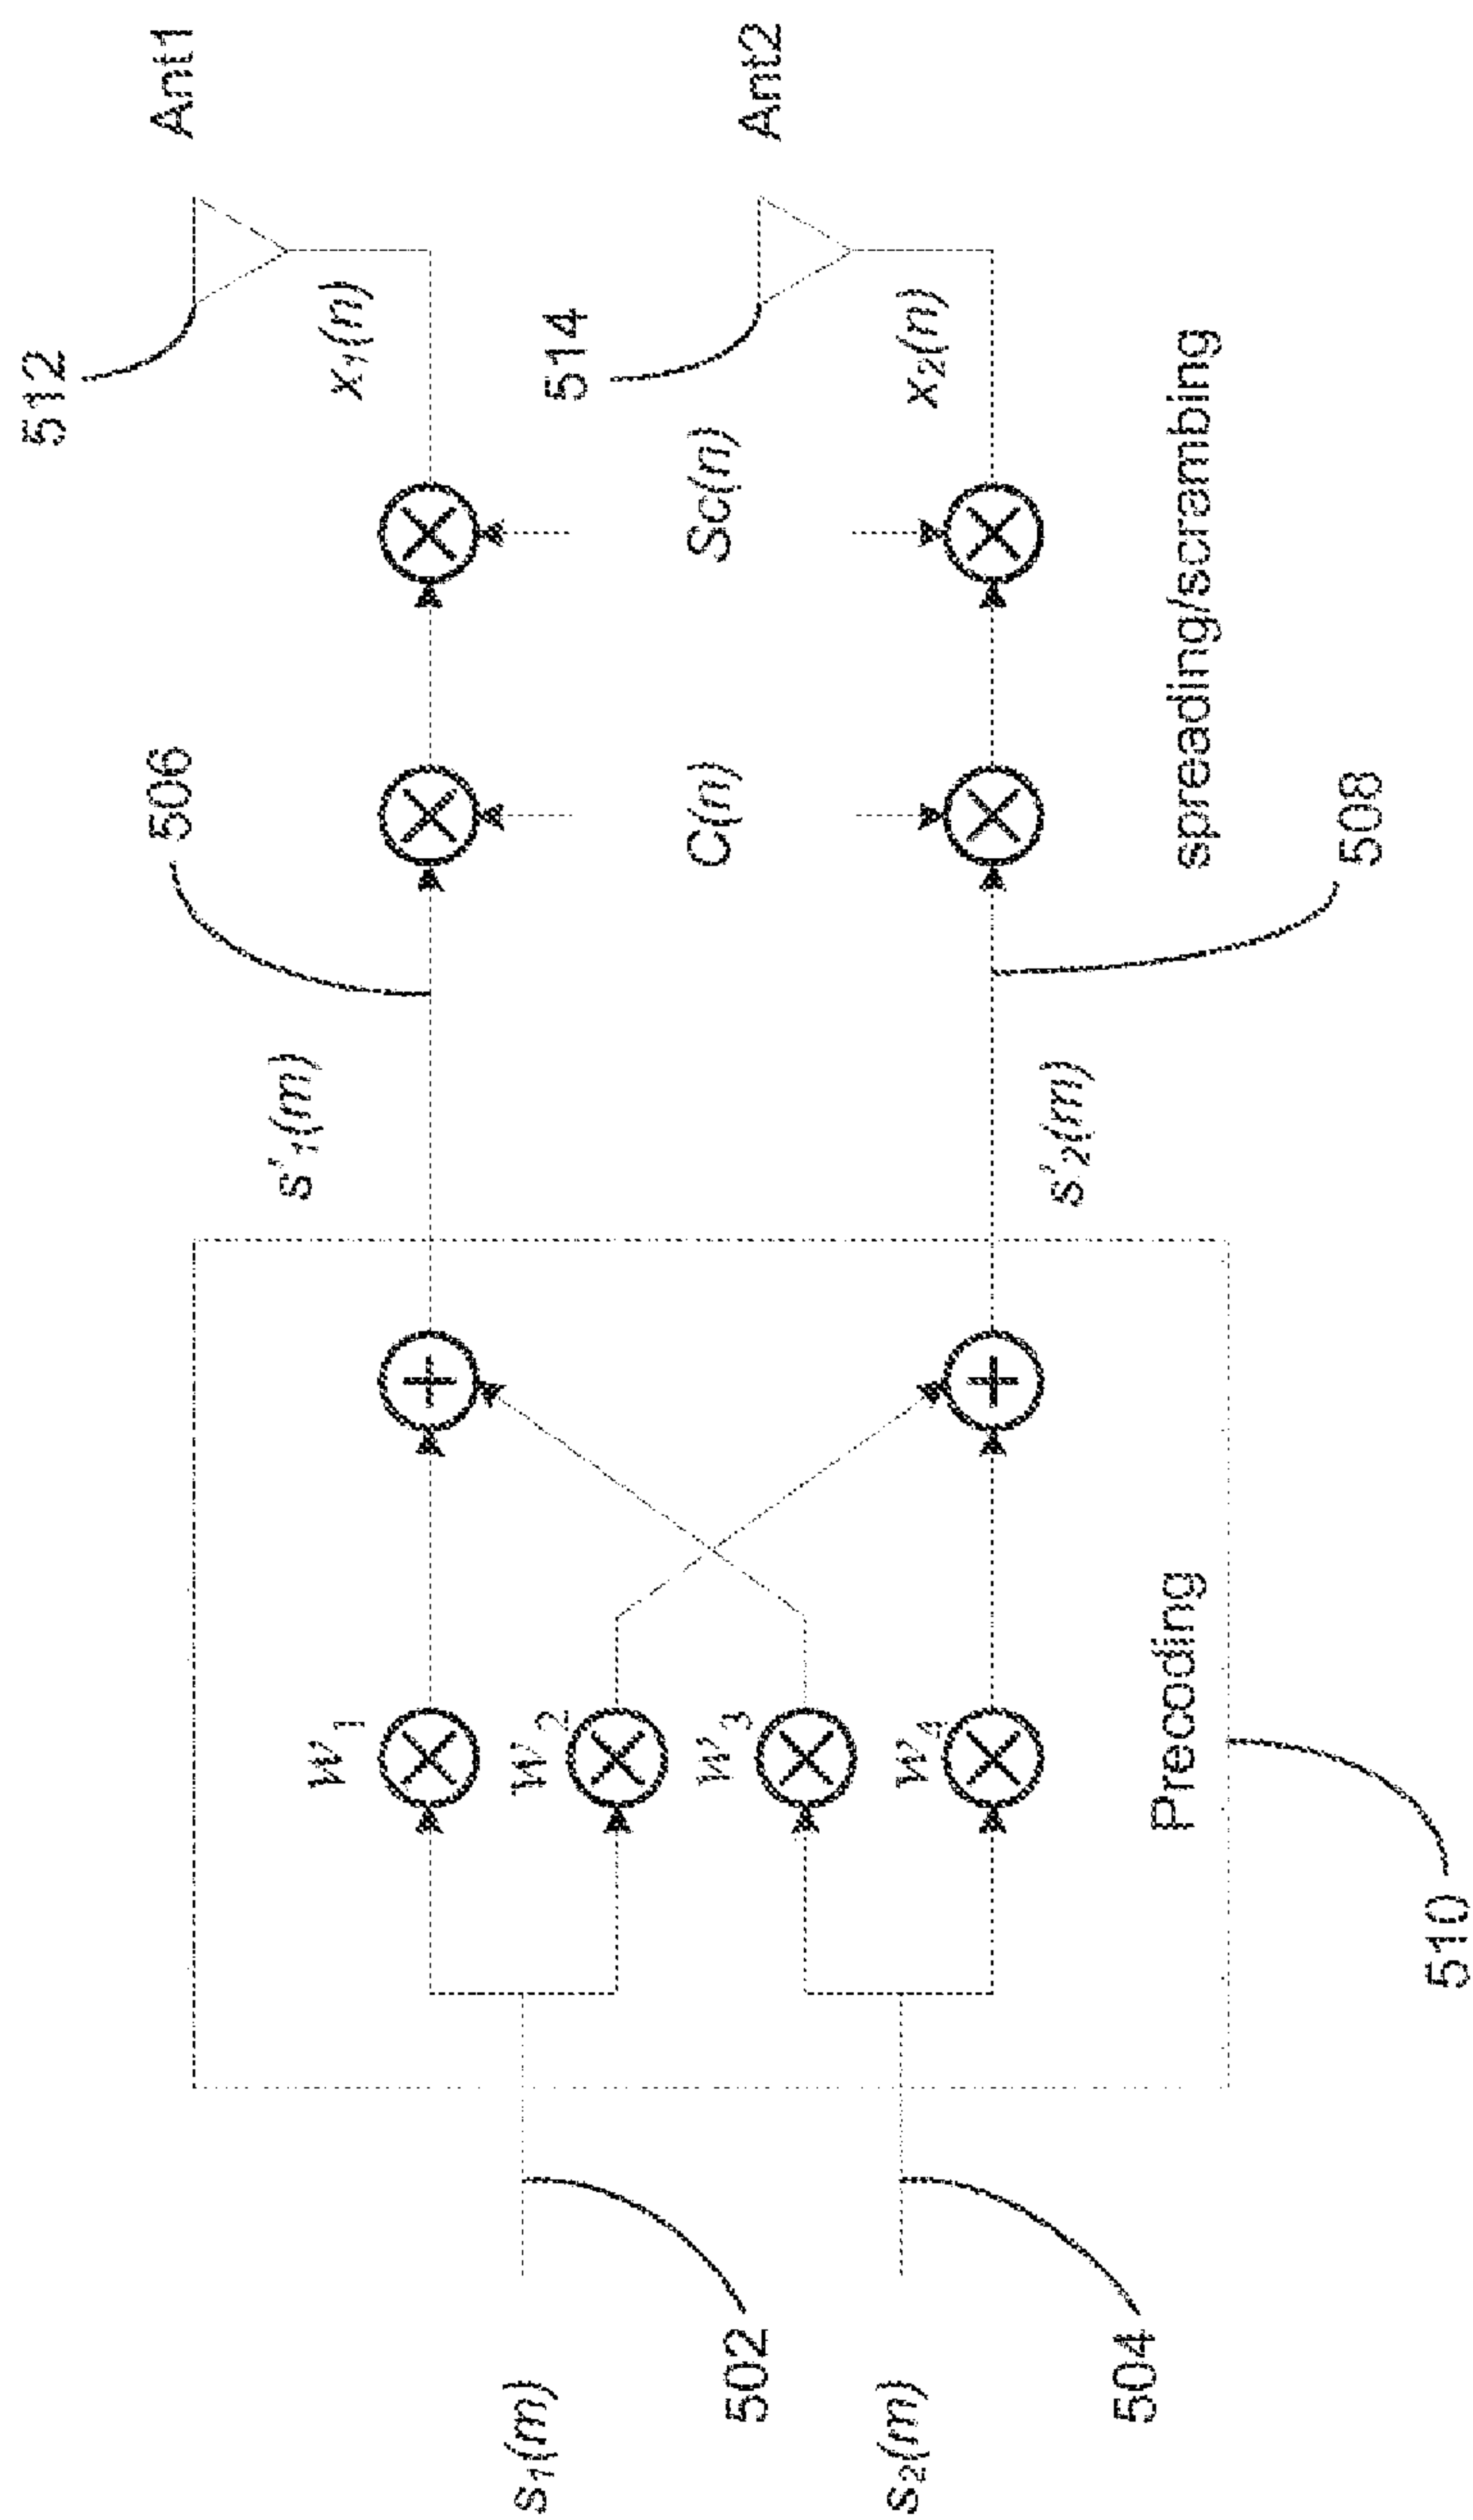 512
Ant1
506
x₁(n)
s'₁(m)
w₁
s₁(m)
502
w₂
514
Sc(n)
C(n)
w₃
Ant2
x₂(n)
s'₂(m)
w₄
s₂(m)
504
spreading/scrambing
Precoding
508
510